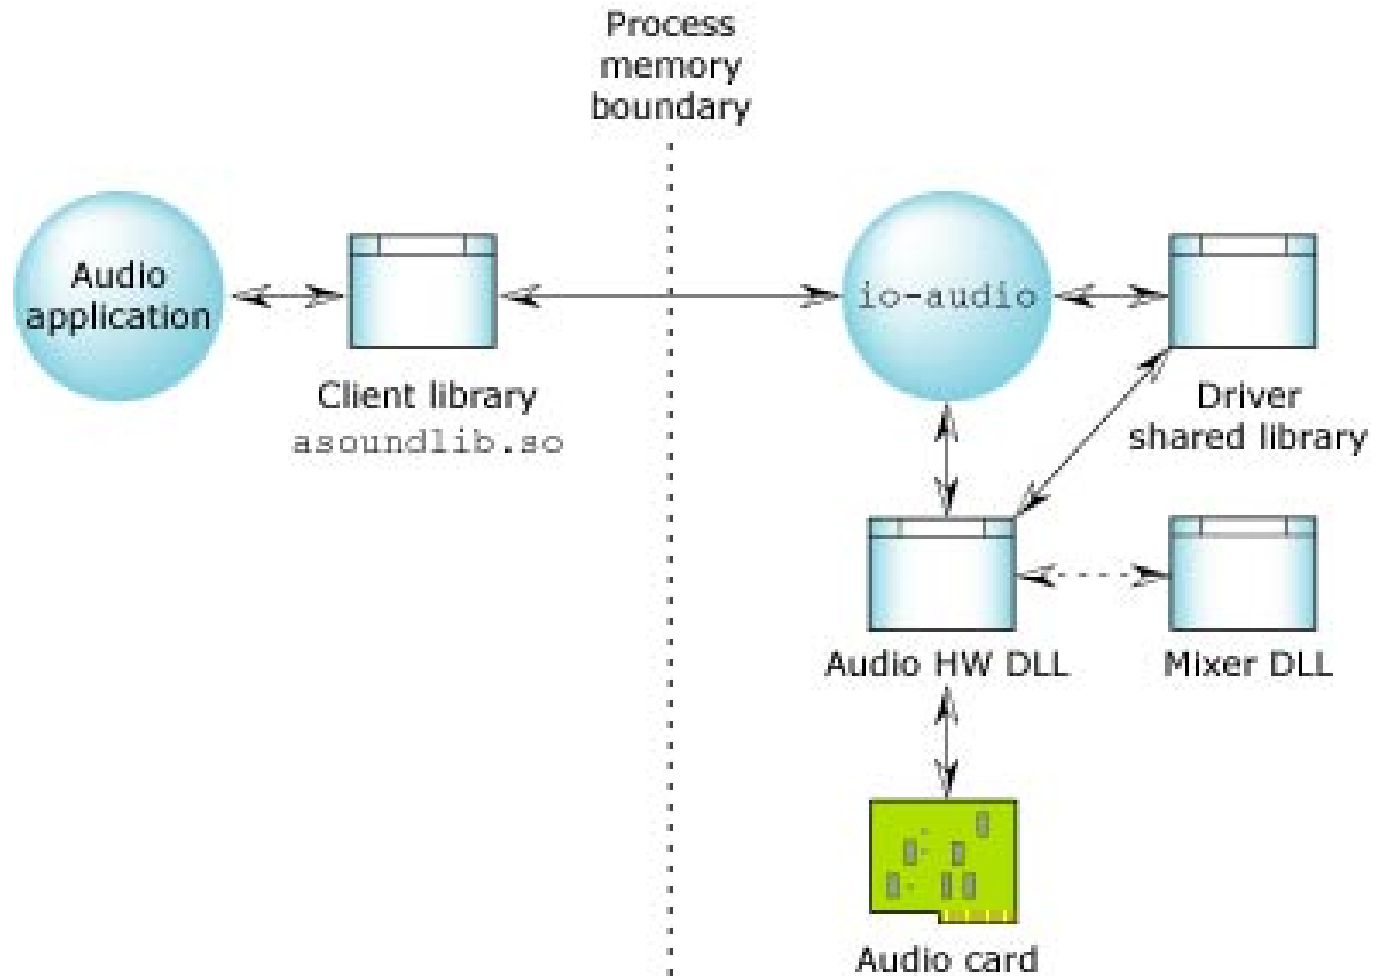 Process
memory
boundary
Audio
application
io-audio
Client library
asoundlib.so
Driver
shared library
Audio HW DLL
Mixer DLL
Audio card